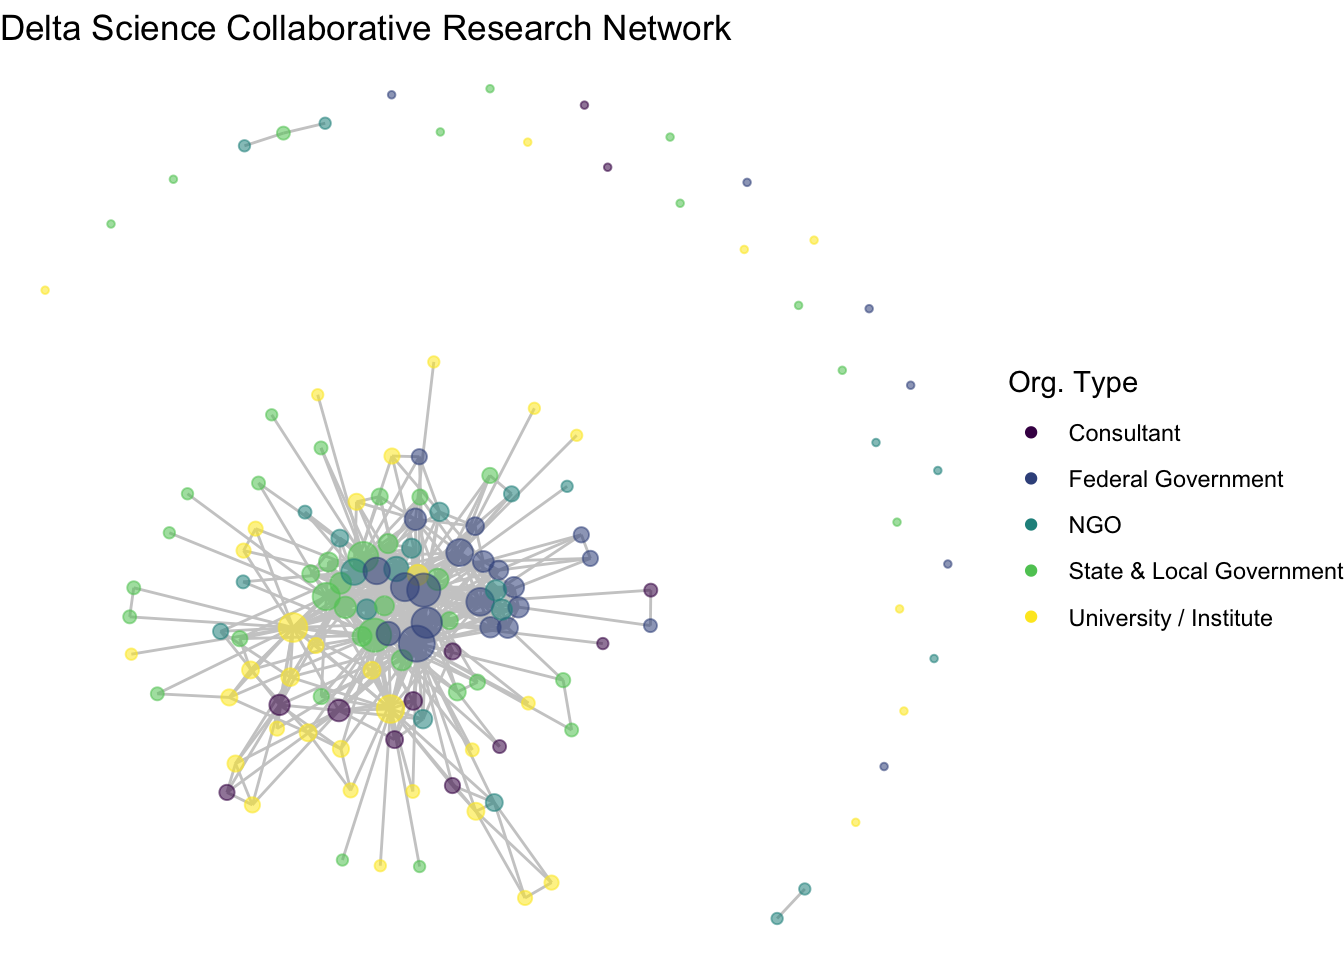 Delta Science Collaborative Research Network
Org. Type
Consultant
Federal Government
NGO
State & Local Government
University / Institute